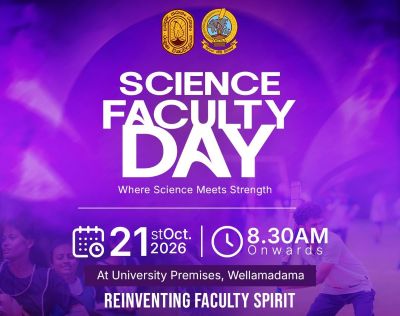 SCIENCE
FACULTY
DAY
Where Science Meets Strength
21stOct.
2026
8.30AM
Onwards
At University Premises, Wellamadama
REINVENTING FACULTY SPIRIT